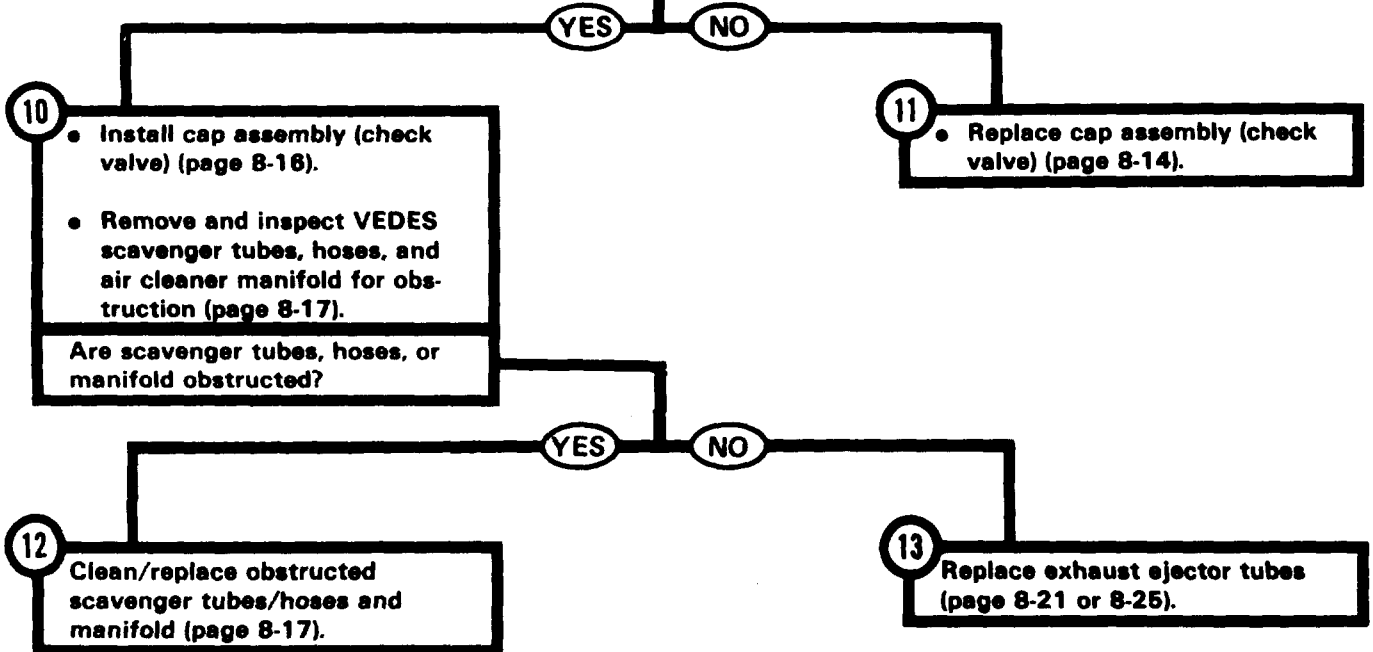 YES NO
10
• Install cap assembly (check
valve) (page 8-16).
• Remove and inspect VEDES
scavenger tubes, hoses, and
air cleaner manifold for obs-
truction (page 8-17).
Are scavenger tubes, hoses, or
manifold obstructed?
11
• Replace cap assembly (check
valve) (page 8-14).
YES NO
12
Clean/replace obstructed
scavenger tubes/hoses and
manifold (page 8-17).
13
Replace exhaust ejector tubes
(page 8-21 or 8-25).